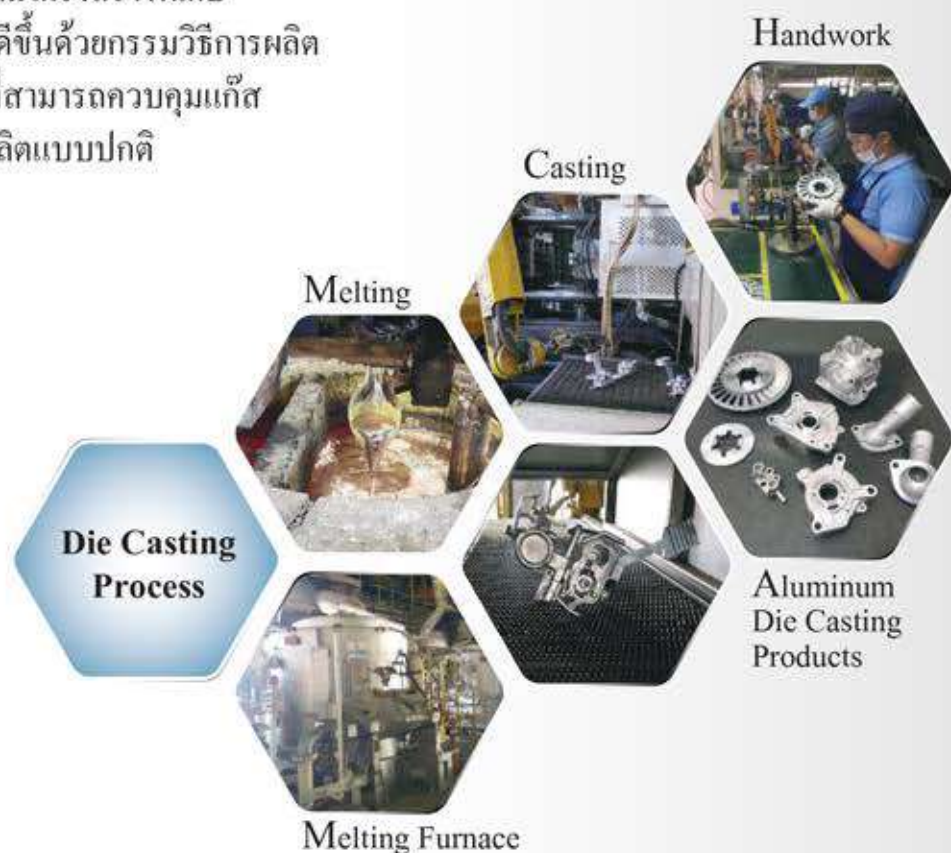 ดีขึ้นด้วยกรรมวิธีการผลิต
สามารถควบคุมแก๊ส
ลิตแบบปกติ
Handwork
Casting
Melting
Die Casting
Process
Aluminum
Die Casting
Products
Melting Furnace